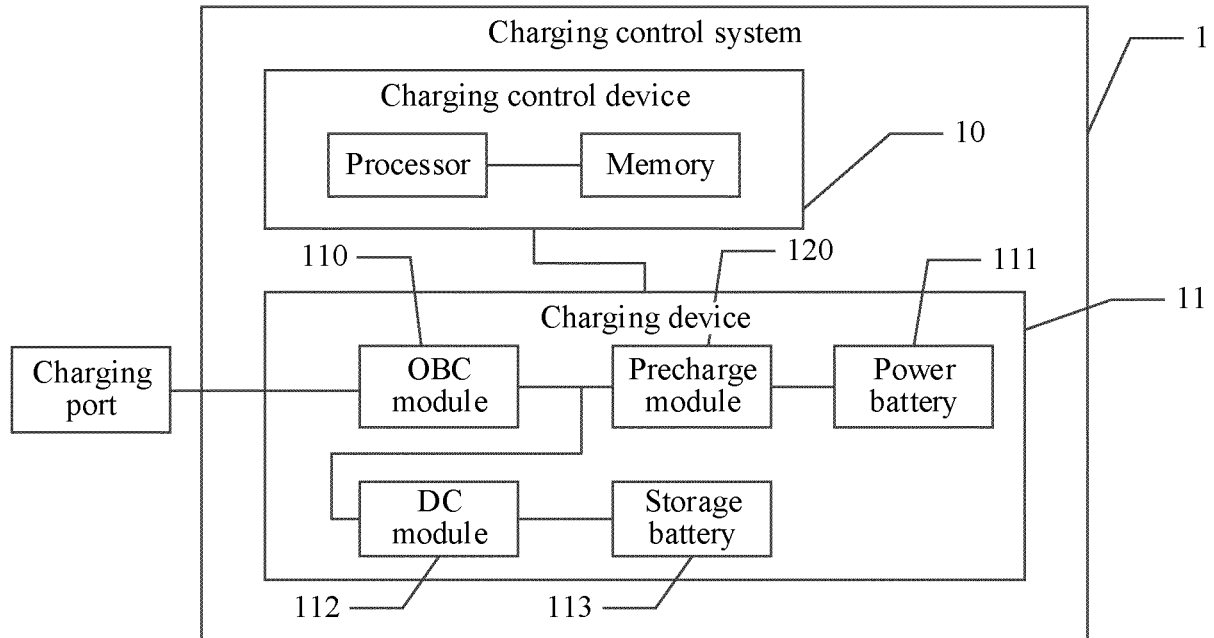 Charging control system
1
Charging control device
10
Processor
Memory
110
120
111
11
Charging device
Charging
port
OBC
module
Precharge
module
Power
battery
DC
module
Storage
battery
112
113